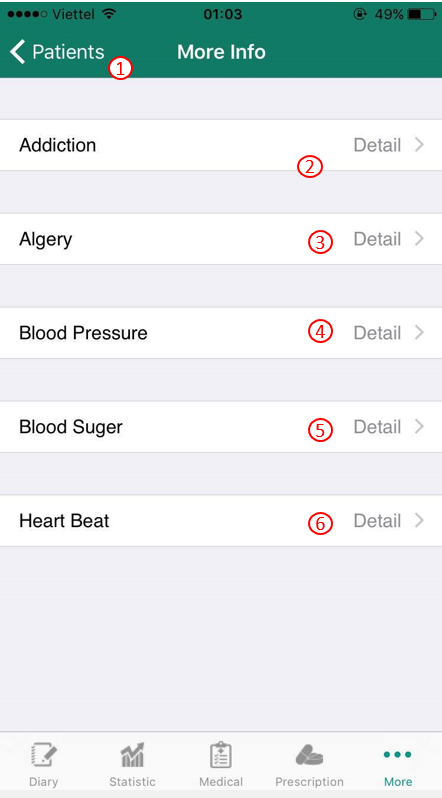 Viettel 01:03 49%
Patients More Info
①
Addiction Detail
②
Algery ③ Detail
Blood Pressure ④ Detail
Blood Suger ⑤ Detail
Heart Beat ⑥ Detail
Diary Statistic Medical Prescription More